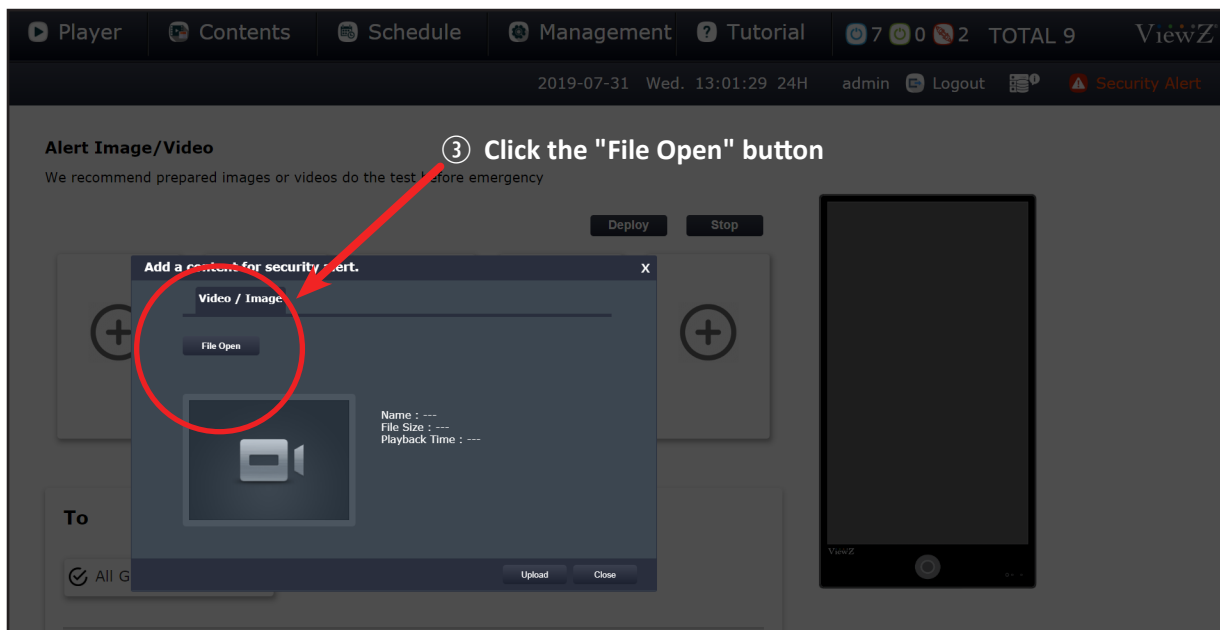 Player Contents Schedule Management Tutorial 7 0 2 TOTAL 9 ViewZ
2019-07-31 Wed. 13:01:29 24H admin Logout Security Alert
Alert Image/Video
③ Click the "File Open" button
We recommend prepared images or videos do the test before emergency
Deploy Stop
Add a content for security alert. X
Video / Image
File Open
Name : ---
File Size : ---
Playback Time : ---
To
All G
Upload Close
ViewZ